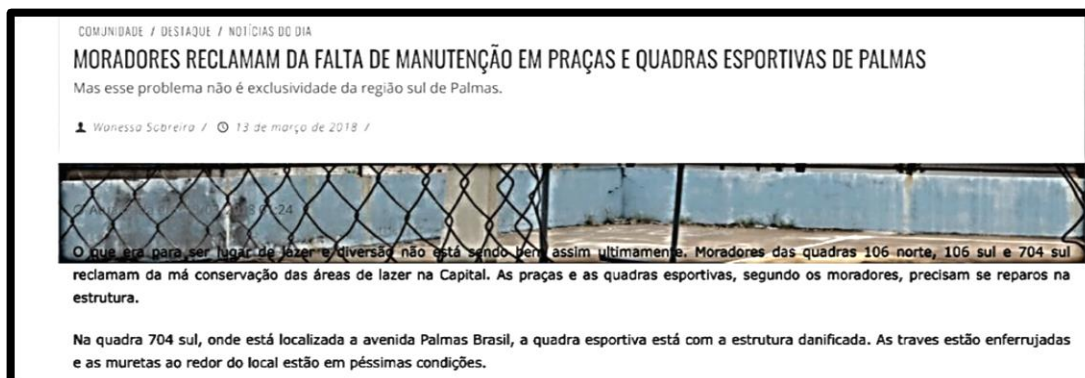 COMUNIDADE / DESTAQUE / NOTÍCIAS DO DIA
MORADORES RECLAMAM DA FALTA DE MANUTENÇÃO EM PRAÇAS E QUADRAS ESPORTIVAS DE PALMAS
Mas esse problema não é exclusividade da região sul de Palmas.
Wanessa Sobreira / 13 de março de 2018 /
O que era para ser lugar de lazer e diversão não está sendo bem assim ultimamente. Moradores das quadras 106 norte, 106 sul e 704 sul
reclamam da má conservação das áreas de lazer na Capital. As praças e as quadras esportivas, segundo os moradores, precisam se reparos na
estrutura.
Na quadra 704 sul, onde está localizada a avenida Palmas Brasil, a quadra esportiva está com a estrutura danificada. As traves estão enferrujadas
e as muretas ao redor do local estão em péssimas condições.